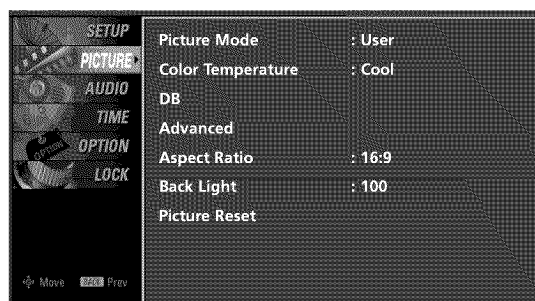 SETUP
PICTURE
AUDIO
TIME
OPTION
LOCK
Move BACK Prev
Picture Mode : User
Color Temperature : Cool
DB
Advanced
Aspect Ratio : 16:9
Back Light : 100
Picture Reset